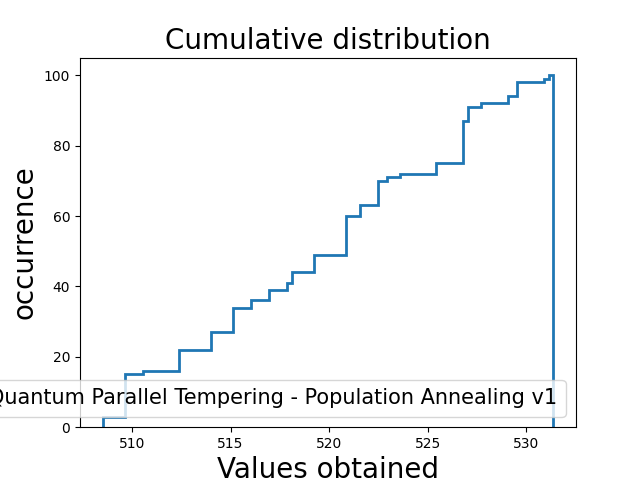 Cumulative distribution
100
80
60
40
20
0
occurrence
Quantum Parallel Tempering - Population Annealing v1
510 515 520 525 530
Values obtained